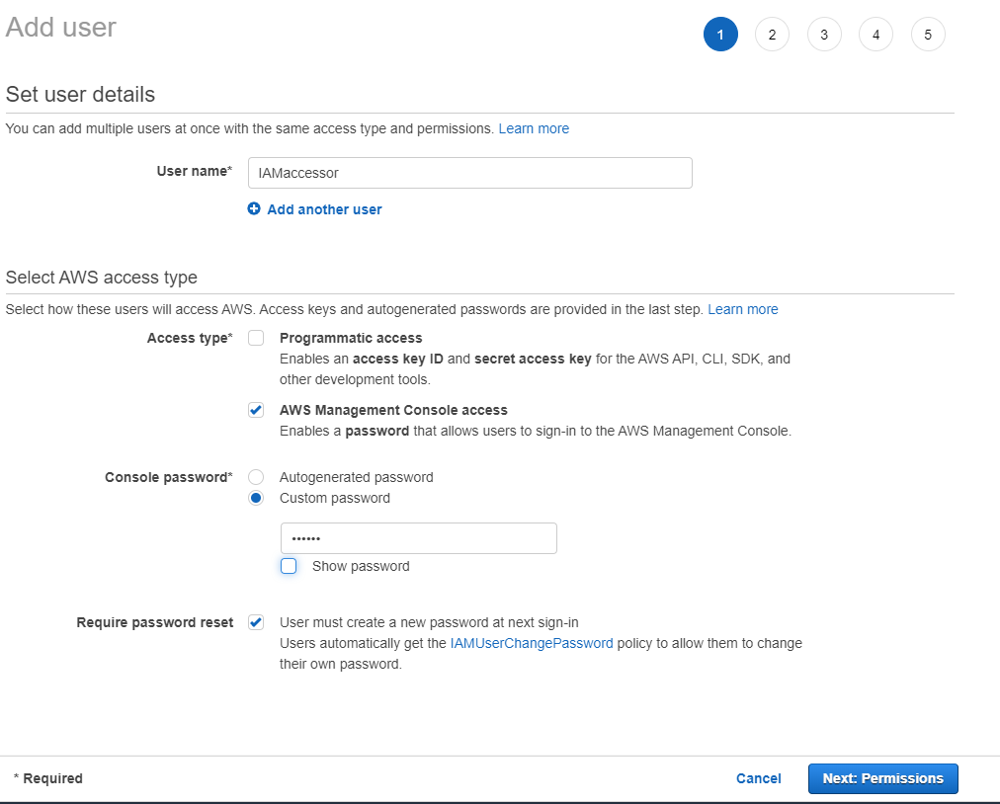 Add user
1 2 3 4 5
Set user details
You can add multiple users at once with the same access type and permissions. Learn more
User name* IAMaccessor
Add another user
Select AWS access type
Select how these users will access AWS. Access keys and autogenerated passwords are provided in the last step. Learn more
Access type* Programmatic access
Enables an access key ID and secret access key for the AWS API, CLI, SDK, and
other development tools.
AWS Management Console access
Enables a password that allows users to sign-in to the AWS Management Console.
Console password* Autogenerated password
Custom password
••••••
Show password
Require password reset User must create a new password at next sign-in
Users automatically get the IAMUserChangePassword policy to allow them to change
their own password.
* Required Cancel Next: Permissions